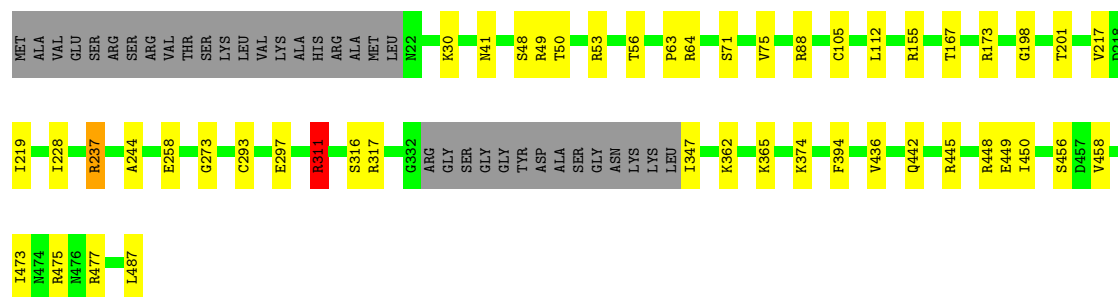 MET ALA VAL GLU SER ARG SER ARG VAL THR SER LYS LEU VAL LYS ALA HIS ARG ALA MET LEU N22 K30 N41 S48 R49 T50 R53 T56 P63 R64 S71 V75 R88 C105 L112 R155 T167 R173 G198 T201 V217 D218
I219 I228 R237 A244 E258 G273 C293 E297 R311 S316 R317 G332 ARG GLY SER GLY GLY TYR ASP ALA SER GLY ASN LYS LYS LEU I347 K362 K365 K374 F394 V436 Q442 R445 R448 E449 I450 S456 D457 V458
I473 N474 R475 N476 R477 L487